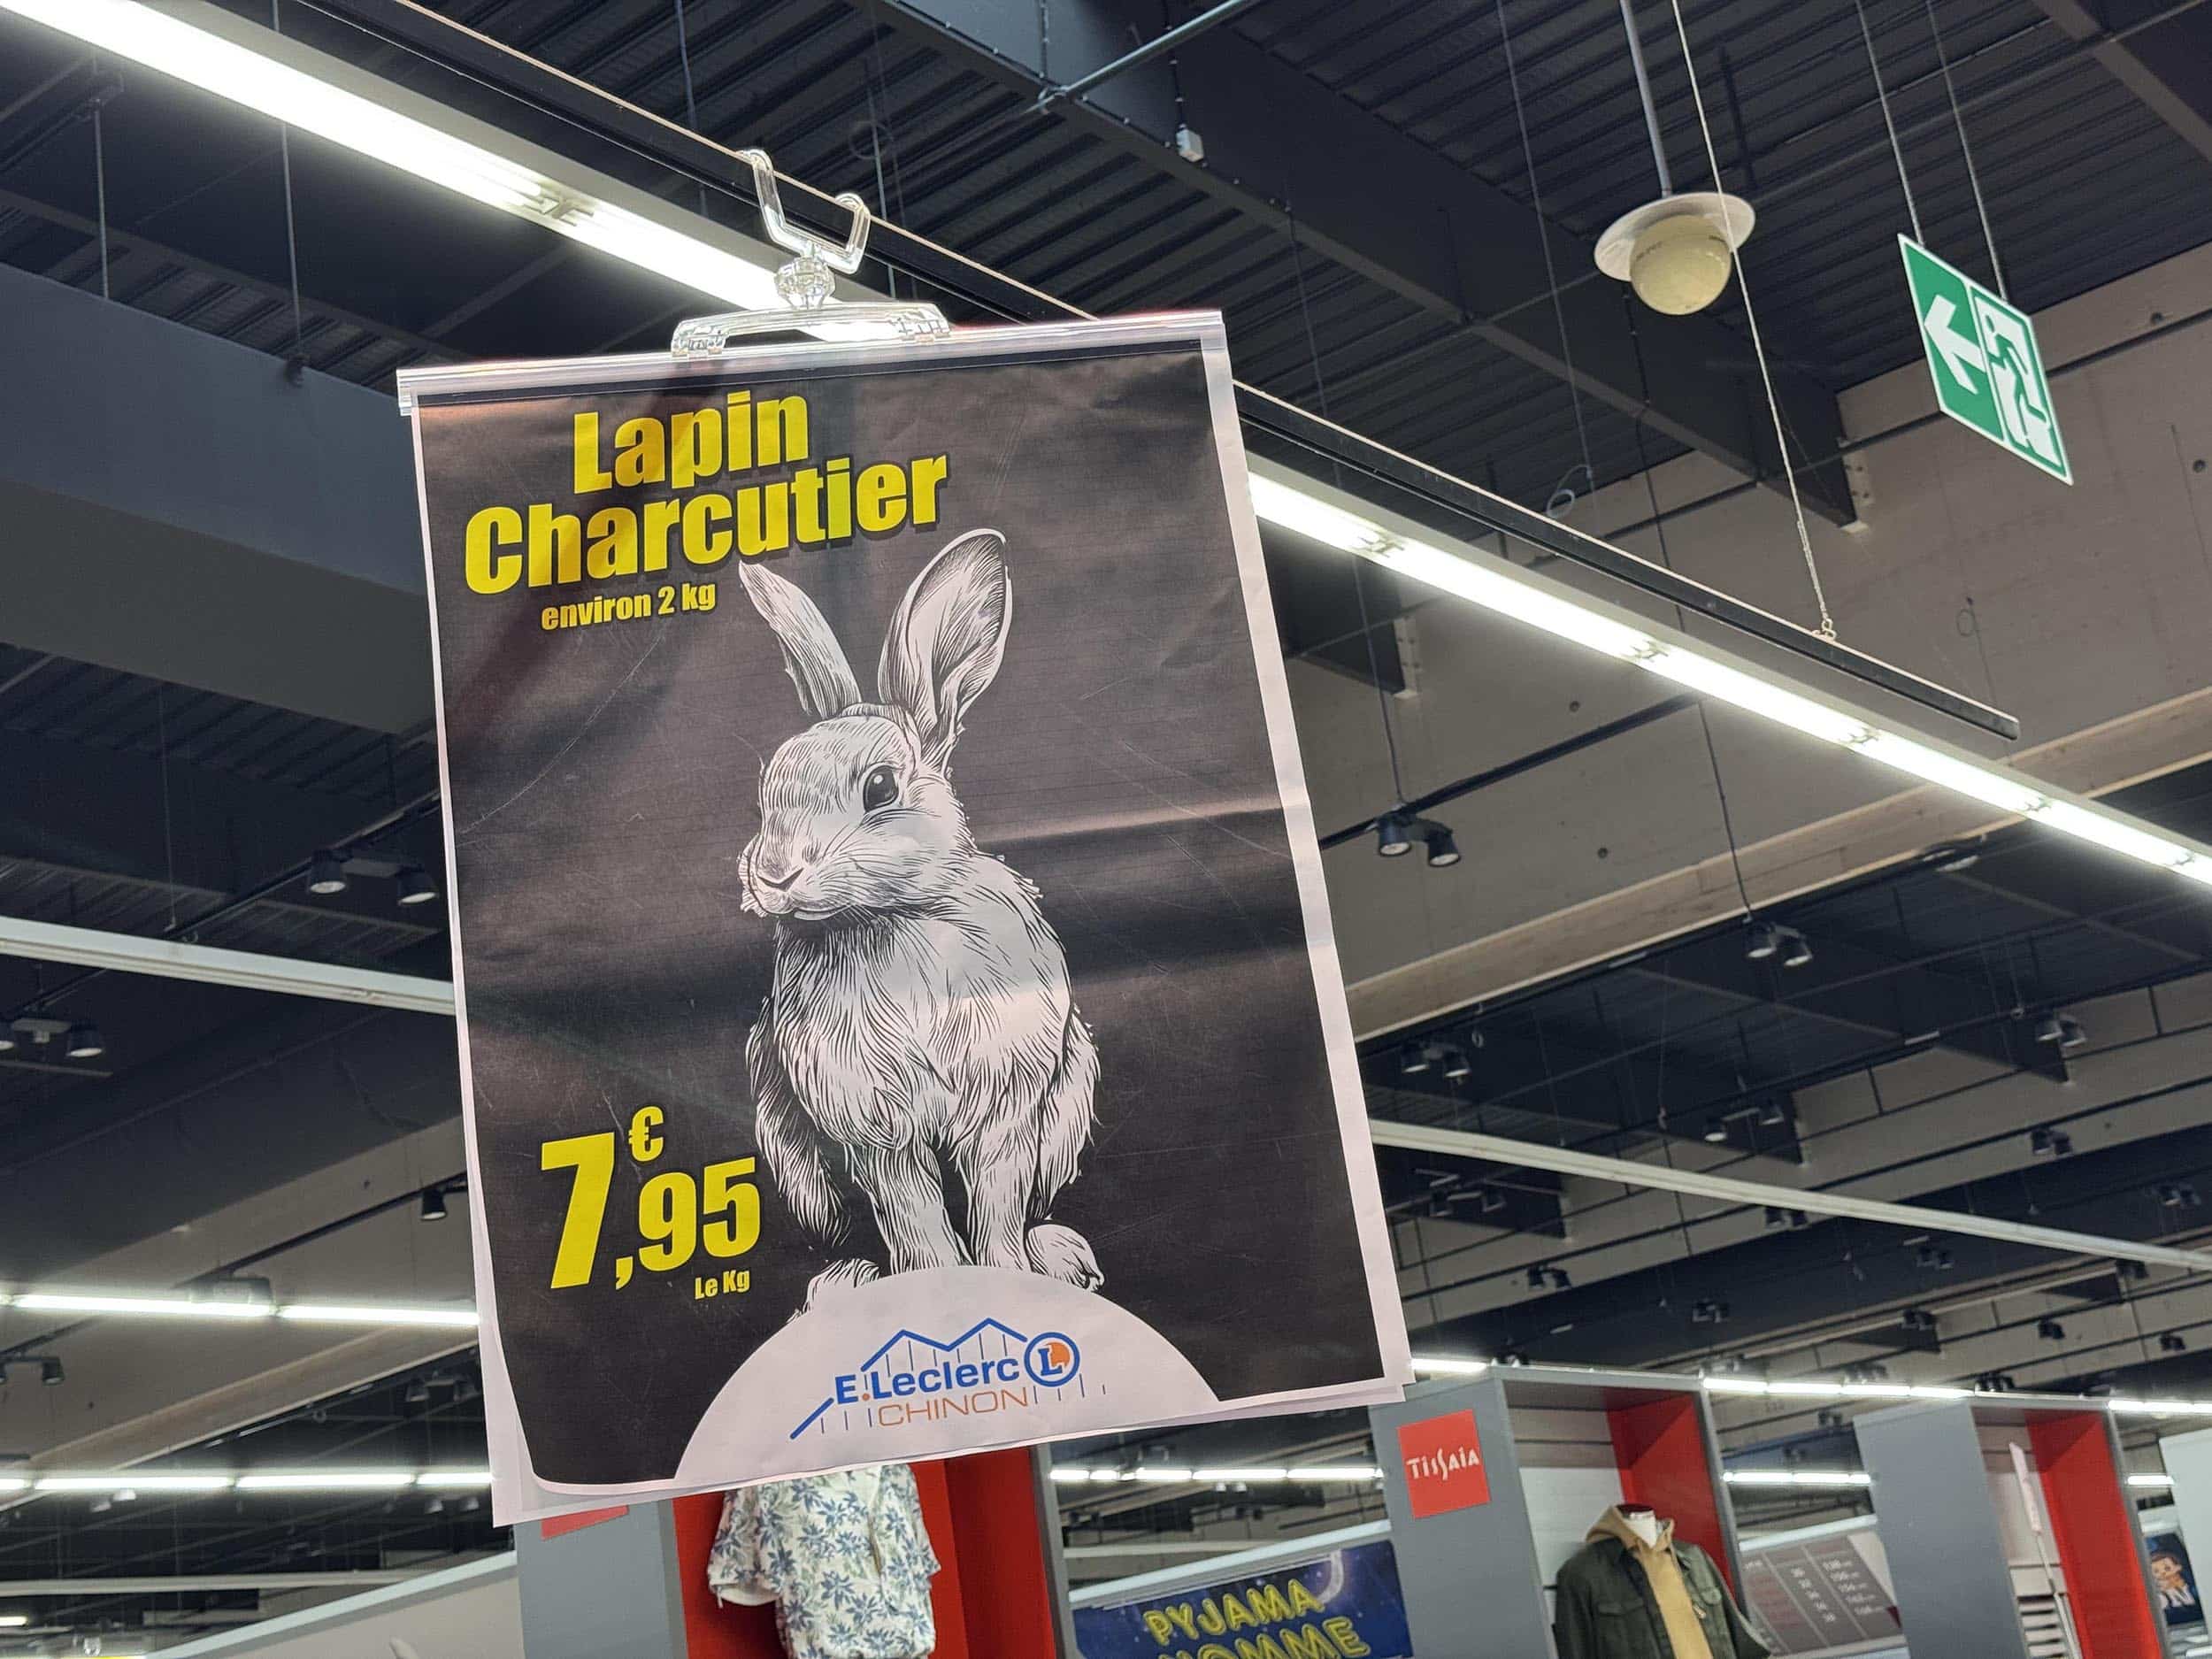 Lapin
Charcutier
environ 2 kg
7,95
€
Le Kg
E.Leclerc L
CHINON
TISSAIA
PYJAMA
HOMME